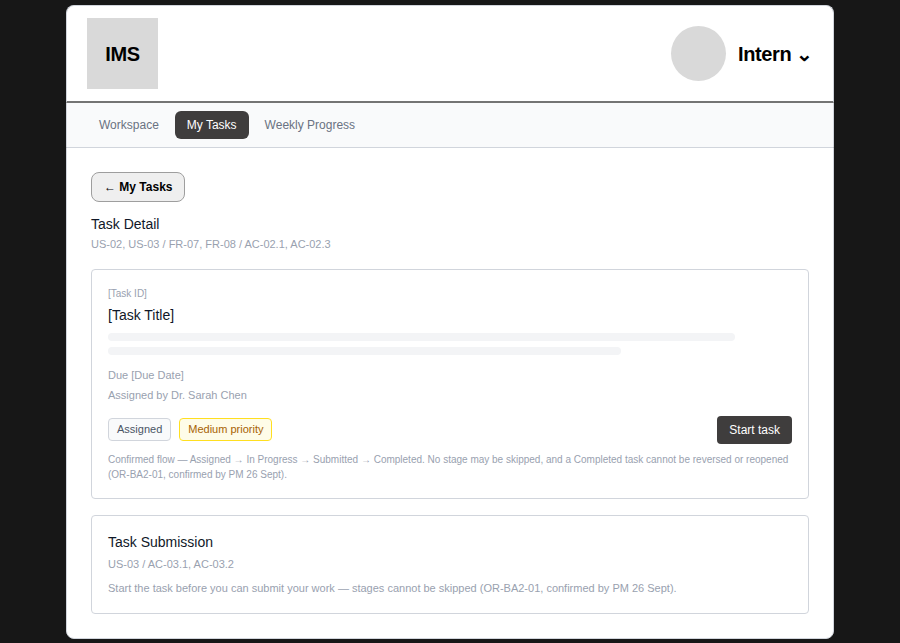 IMS
Intern
Workspace
My Tasks
Weekly Progress
← My Tasks
Task Detail
US-02, US-03 / FR-07, FR-08 / AC-02.1, AC-02.3
[Task ID]
[Task Title]
Due [Due Date]
Assigned by Dr. Sarah Chen
Assigned
Medium priority
Start task
Confirmed flow — Assigned → In Progress → Submitted → Completed. No stage may be skipped, and a Completed task cannot be reversed or reopened
(OR-BA2-01, confirmed by PM 26 Sept).
Task Submission
US-03 / AC-03.1, AC-03.2
Start the task before you can submit your work — stages cannot be skipped (OR-BA2-01, confirmed by PM 26 Sept).